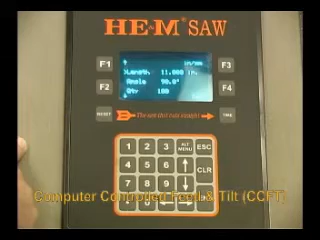 HE&M SAW
F1
F3
in/mm
>Length 11.000 in.
Angle 90.0°
Qty 100
F2
F4
RESET
The saw that cuts straight
1 2 3 ALT MENU ESC
4 5 6 CLR
7 8 9
0
Computer Controlled Feed & Tilt (CCFT)